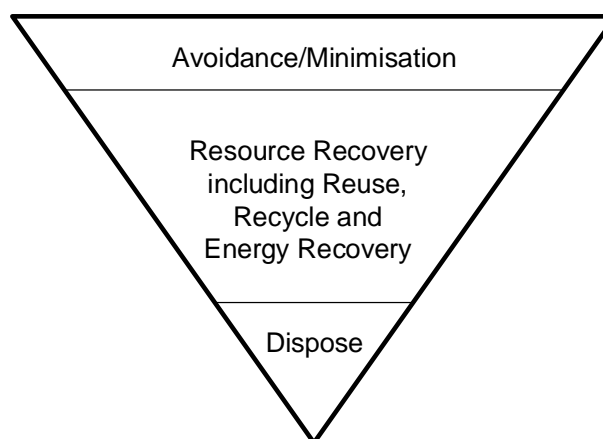 Avoidance/Minimisation
Resource Recovery
including Reuse,
Recycle and
Energy Recovery
Dispose